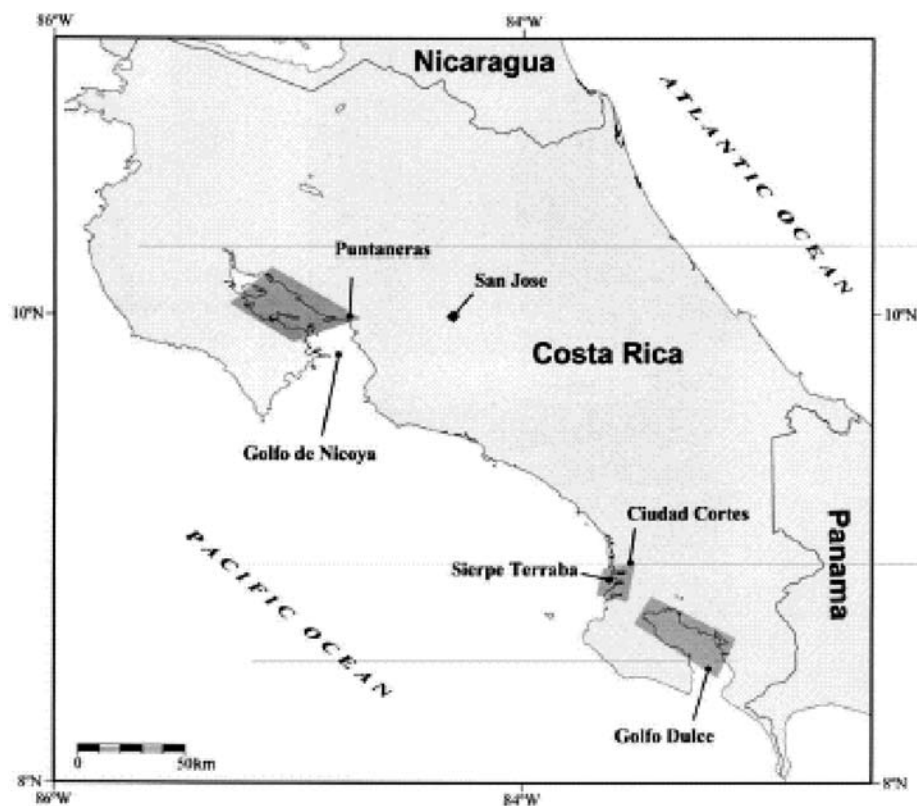 86°W
84°W
Nicaragua
ATLANTIC OCEAN
Puntaneras
San Jose
10°N
10°N
Costa Rica
Golfo de Nicoya
Ciudad Cortes
Sierpe Terraba
Panama
PACIFIC OCEAN
Golfo Dulce
0
50km
8°N
8°N
86°W
84°W